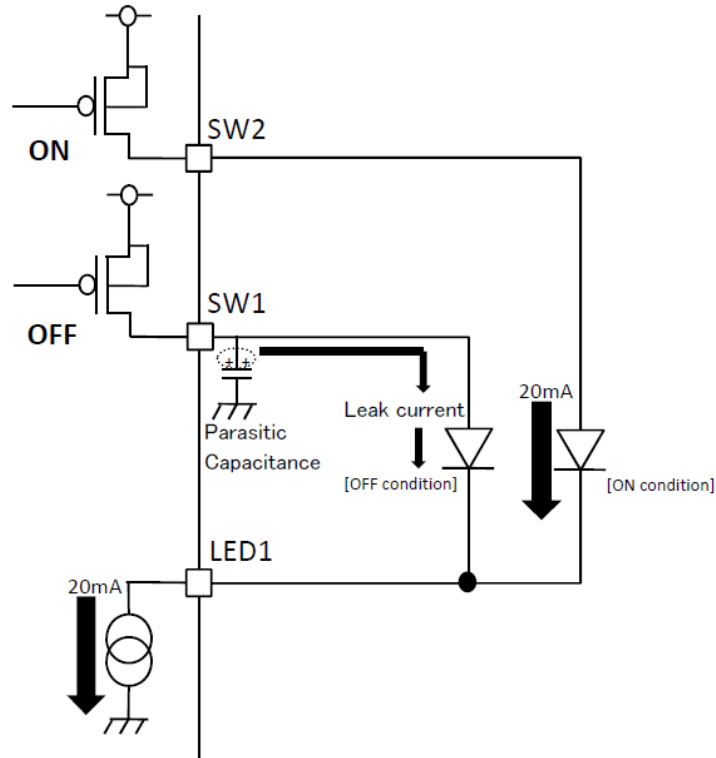 SW2
ON
SW1
OFF
++
Leak current
20mA
Parasitic
Capacitance
[OFF condition]
[ON condition]
LED1
20mA